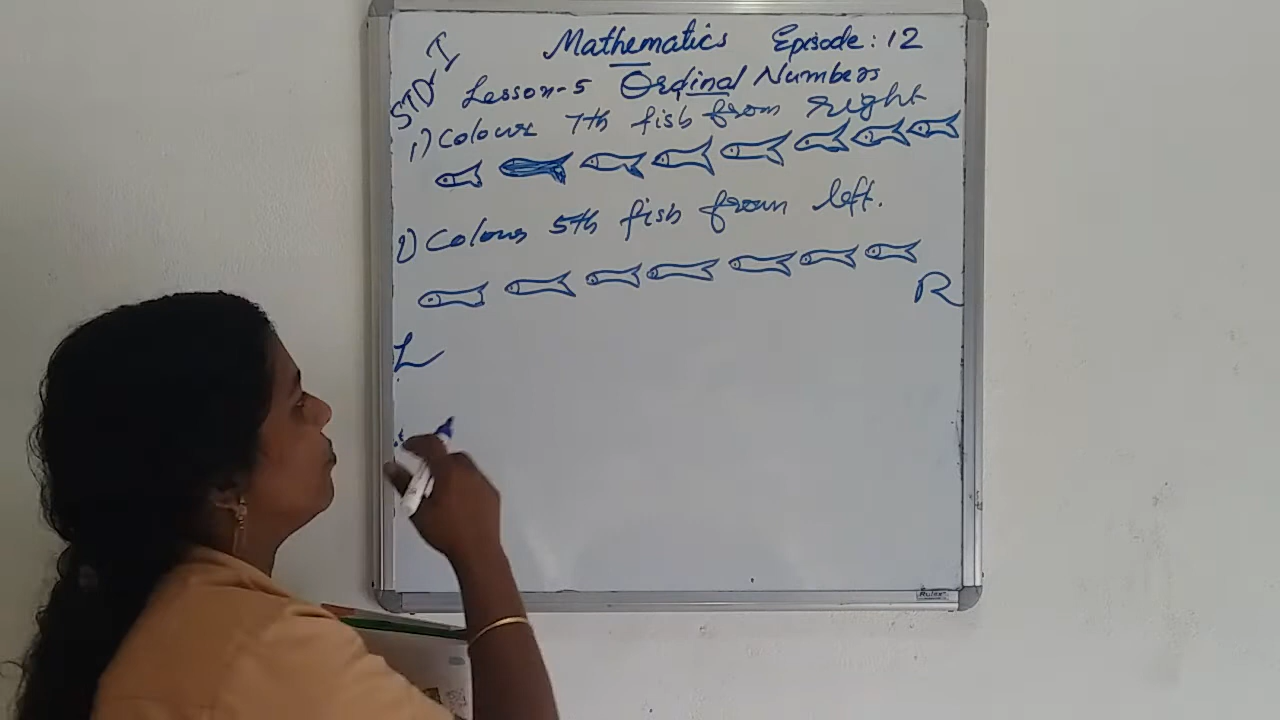 STD-I
Mathematics Episode: 12
Lesson-5 Ordinal Numbers
1) Colour 7th fish from right
2) Colour 5th fish from left.
R
L